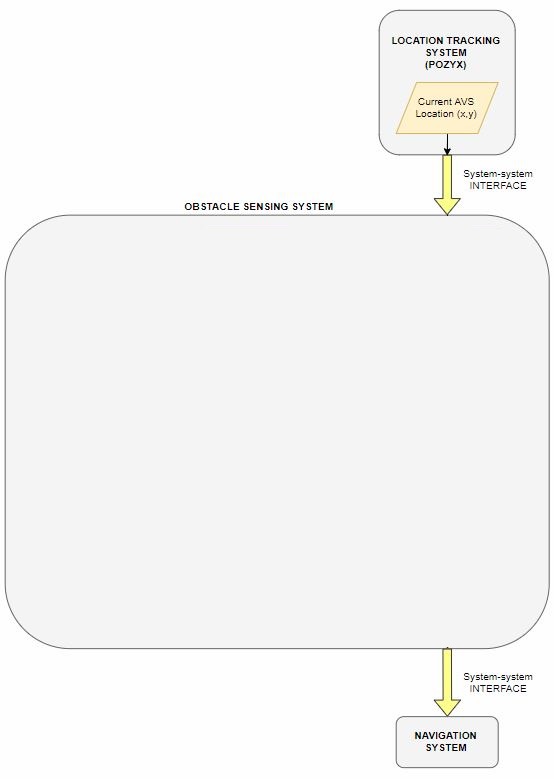 LOCATION TRACKING
SYSTEM
(POZYX)
Current AVS
Location (x,y)
System-system
INTERFACE
OBSTACLE SENSING SYSTEM
System-system
INTERFACE
NAVIGATION
SYSTEM